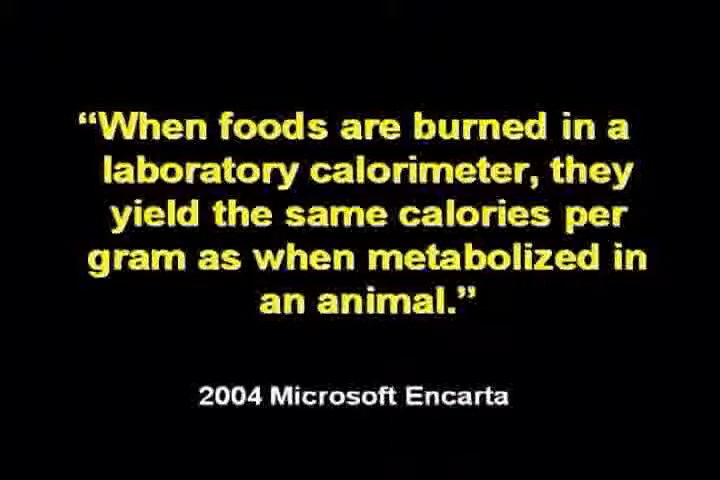 “When foods are burned in a
laboratory calorimeter, they
yield the same calories per
gram as when metabolized in
an animal.”
2004 Microsoft Encarta